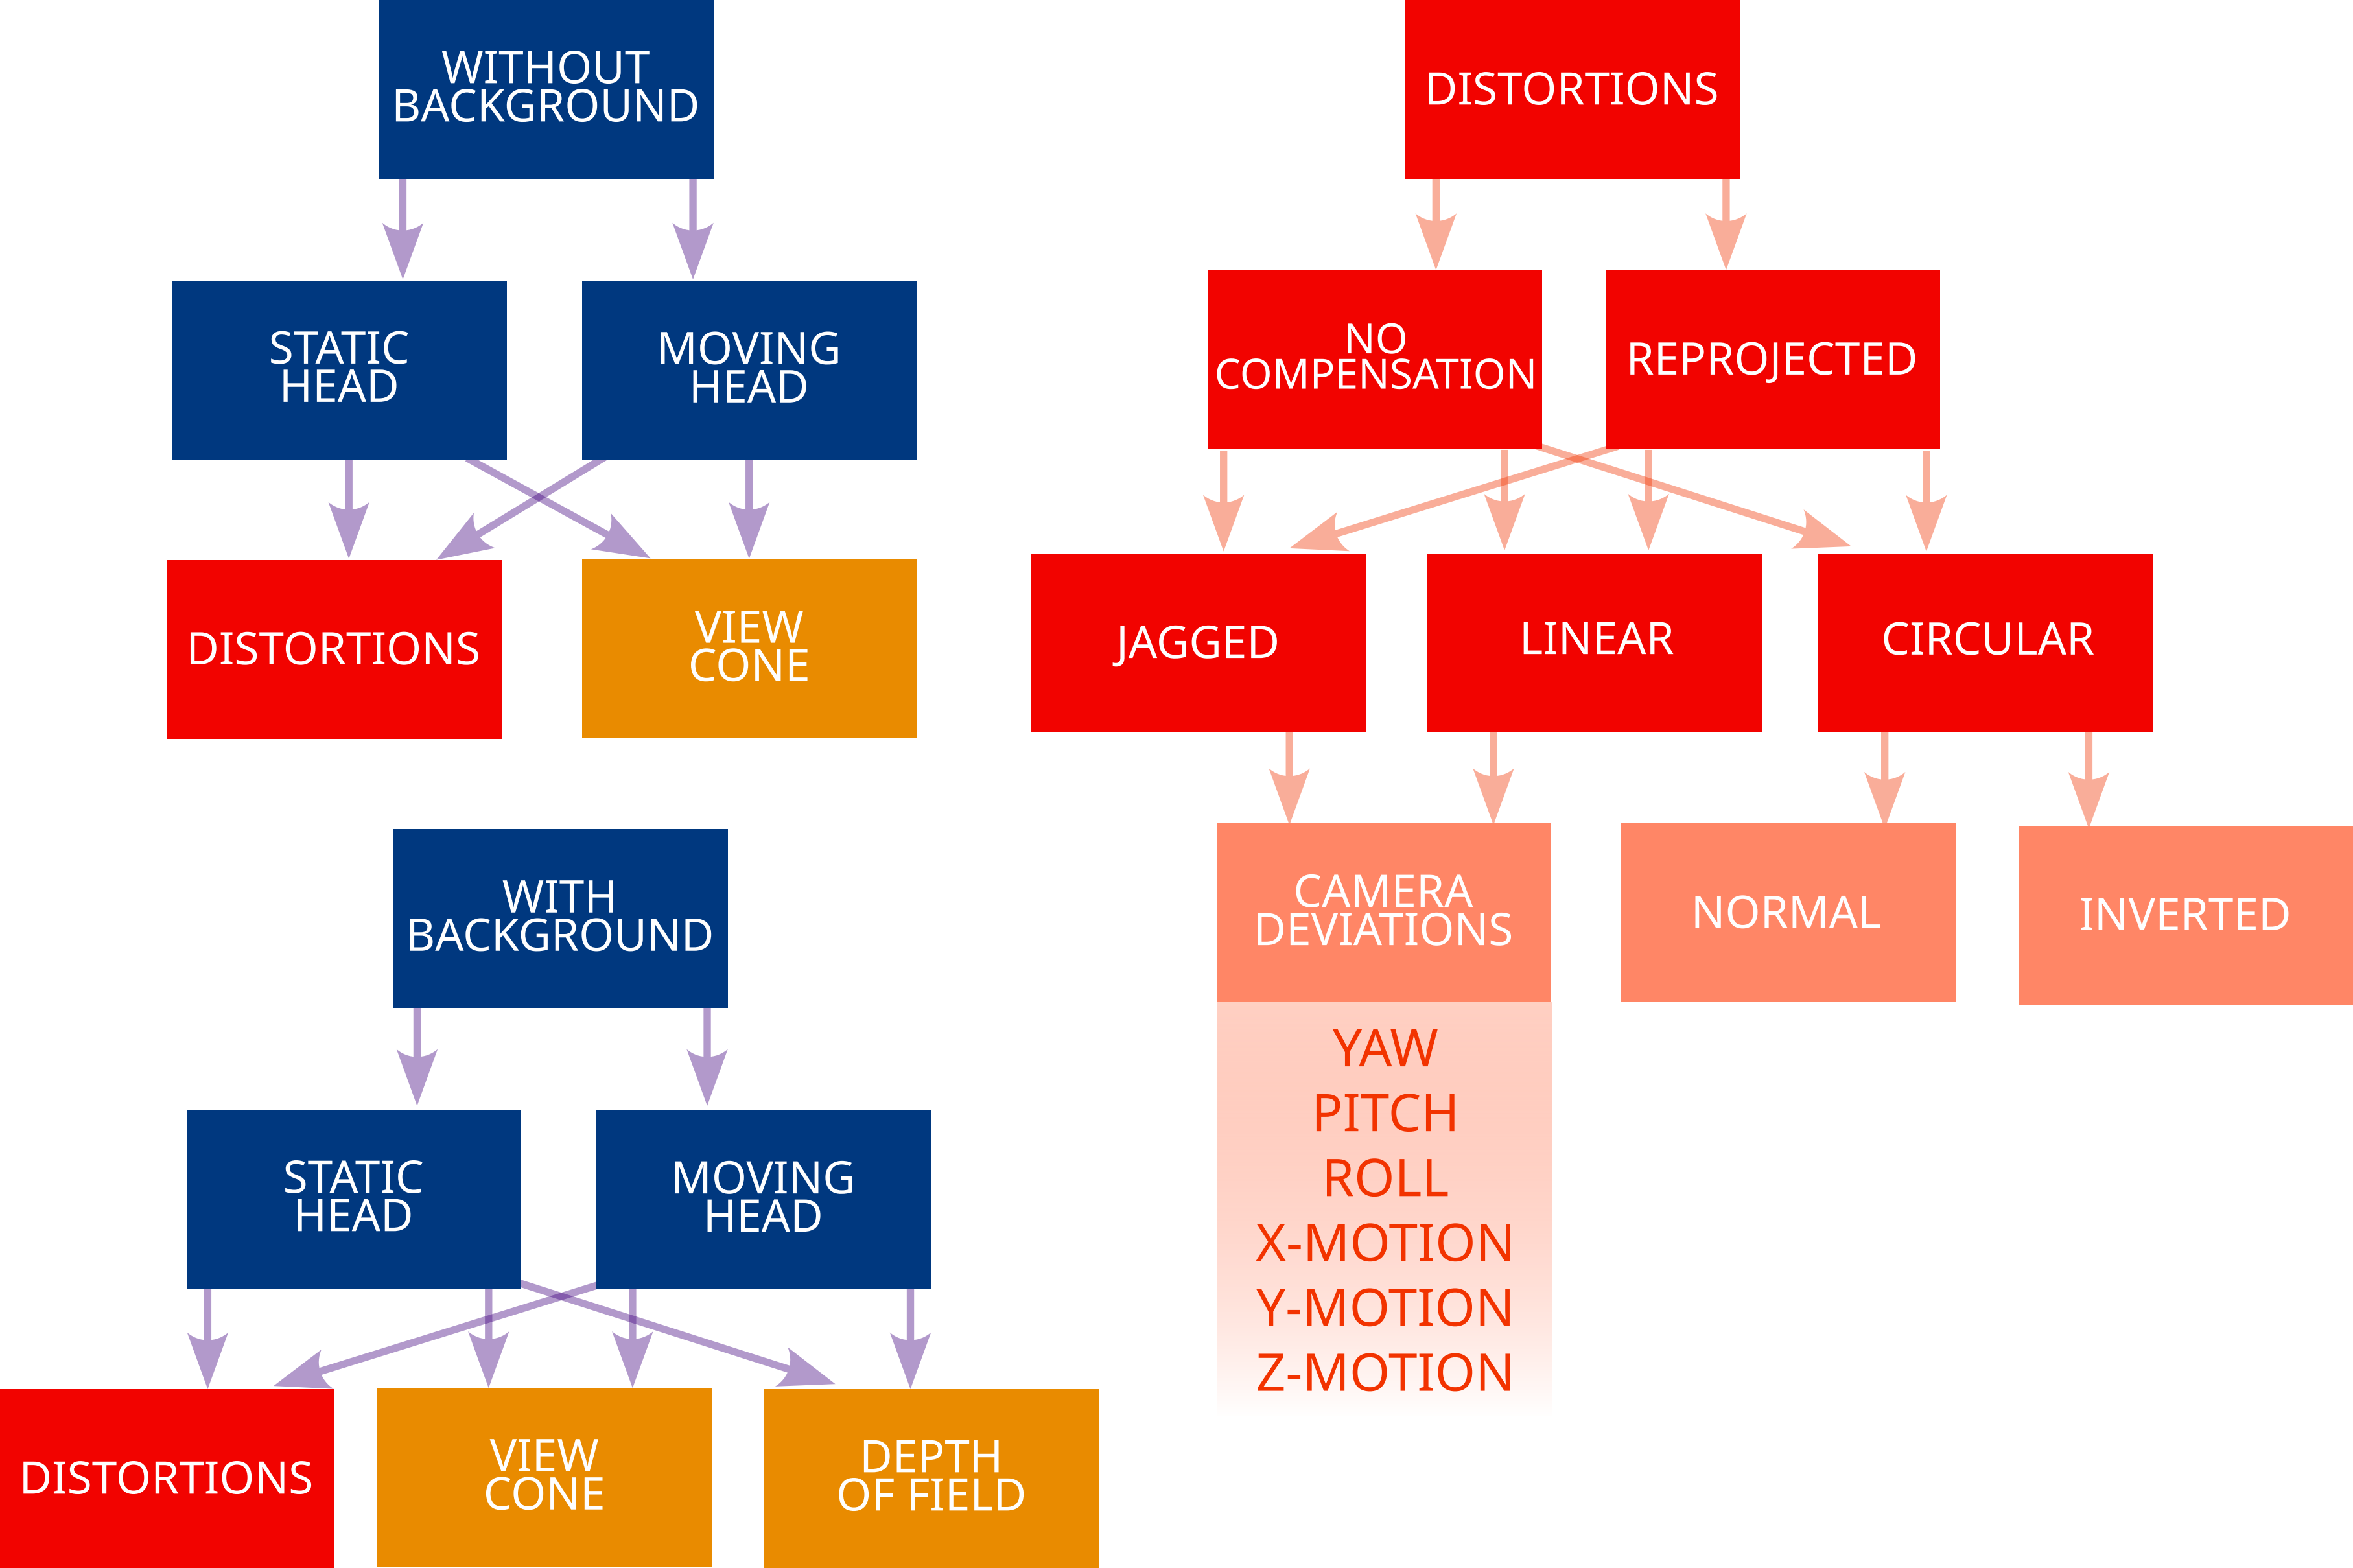 WITHOUT
BACKGROUND
STATIC
HEAD
MOVING
HEAD
DISTORTIONS
VIEW
CONE
WITH
BACKGROUND
STATIC
HEAD
MOVING
HEAD
DISTORTIONS
VIEW
CONE
DEPTH
OF FIELD
DISTORTIONS
NO
COMPENSATION
REPROJECTED
JAGGED
LINEAR
CIRCULAR
CAMERA
DEVIATIONS
YAW
PITCH
ROLL
X-MOTION
Y-MOTION
Z-MOTION
NORMAL
INVERTED